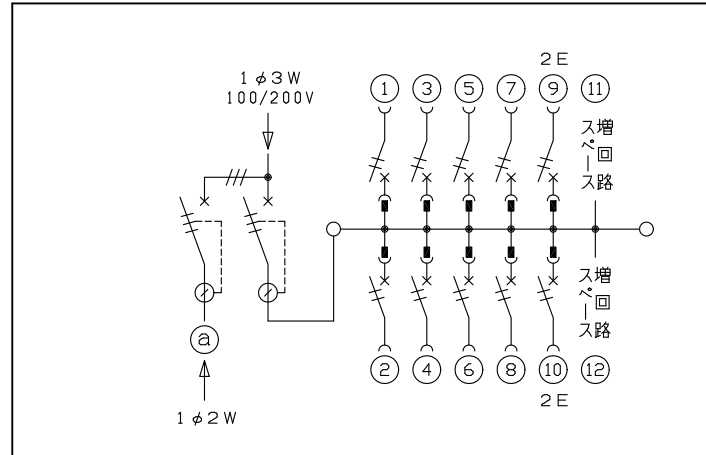 1φ3W
100/200V
2E
① ③ ⑤ ⑦ ⑨ ⑪
増回路
スペース
増回路
スペース
ⓐ
② ④ ⑥ ⑧ ⑩ ⑫
1φ2W
2E